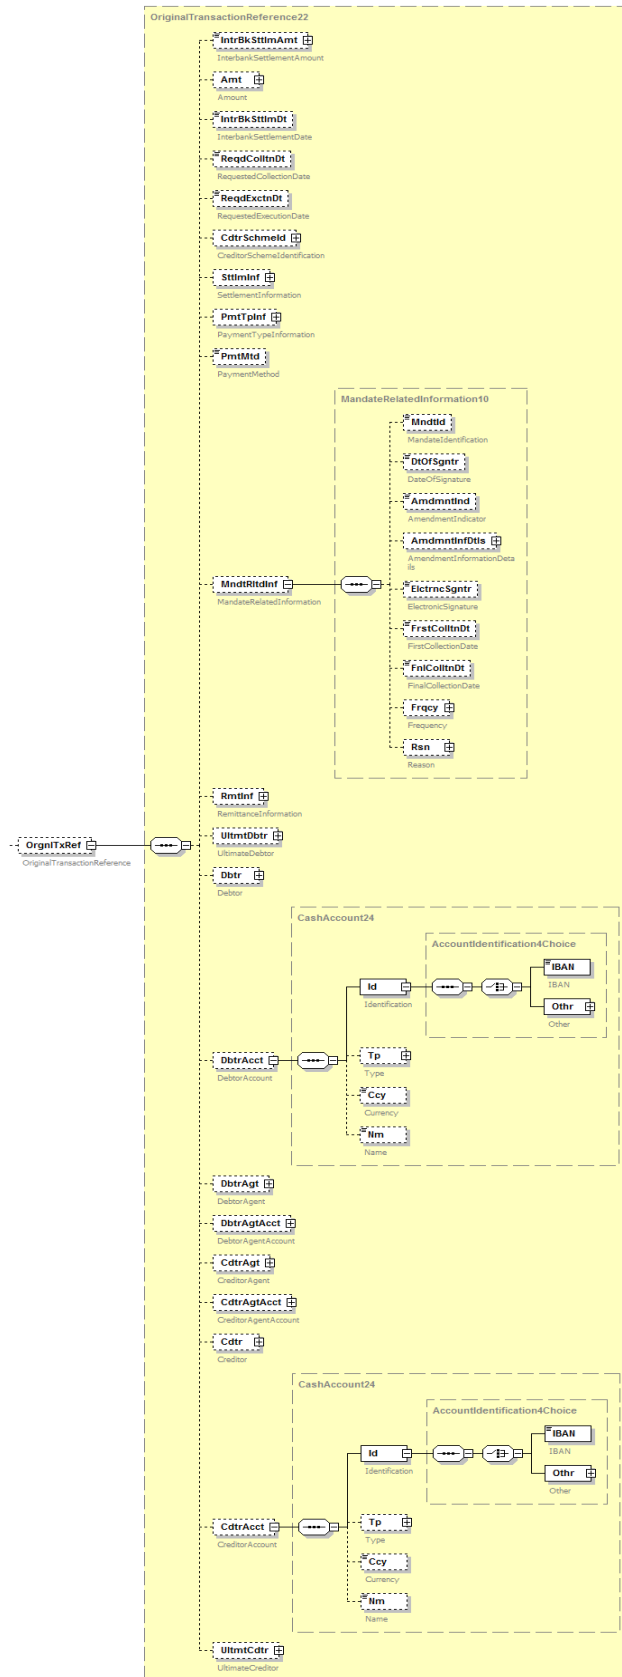 OriginalTransactionReference22
IntrBkSttlmAmt
InterbankSettlementAmount
Amt
Amount
IntrBkSttlmDt
InterbankSettlementDate
ReqdColltnDt
RequestedCollectionDate
ReqdExctnDt
RequestedExecutionDate
CdtrSchmeId
CreditorSchemeIdentification
SttlmInf
SettlementInformation
PmtTpInf
PaymentTypeInformation
PmtMtd
PaymentMethod
MandateRelatedInformation10
MndtId
MandateIdentification
DtOfSgntr
DateOfSignature
AmdmntInd
AmendmentIndicator
AmdmntInfDtls
AmendmentInformationDeta
ils
MndtRltdInf
MandateRelatedInformation
ElctrncSgntr
ElectronicSignature
FrstColltnDt
FirstCollectionDate
FnlColltnDt
FinalCollectionDate
Frqcy
Frequency
Rsn
Reason
RmtInf
RemittanceInformation
UltmtDbtr
UltimateDebtor
OrgnlTxRef
OriginalTransactionReference
Dbtr
Debtor
CashAccount24
AccountIdentification4Choice
IBAN
IBAN
Id
Identification
Othr
Other
DbtrAcct
DebtorAccount
Tp
Type
Ccy
Currency
Nm
Name
DbtrAgt
DebtorAgent
DbtrAgtAcct
DebtorAgentAccount
CdtrAgt
CreditorAgent
CdtrAgtAcct
CreditorAgentAccount
Cdtr
Creditor
CashAccount24
AccountIdentification4Choice
IBAN
IBAN
Id
Identification
Othr
Other
CdtrAcct
CreditorAccount
Tp
Type
Ccy
Currency
Nm
Name
UltmtCdtr
UltimateCreditor